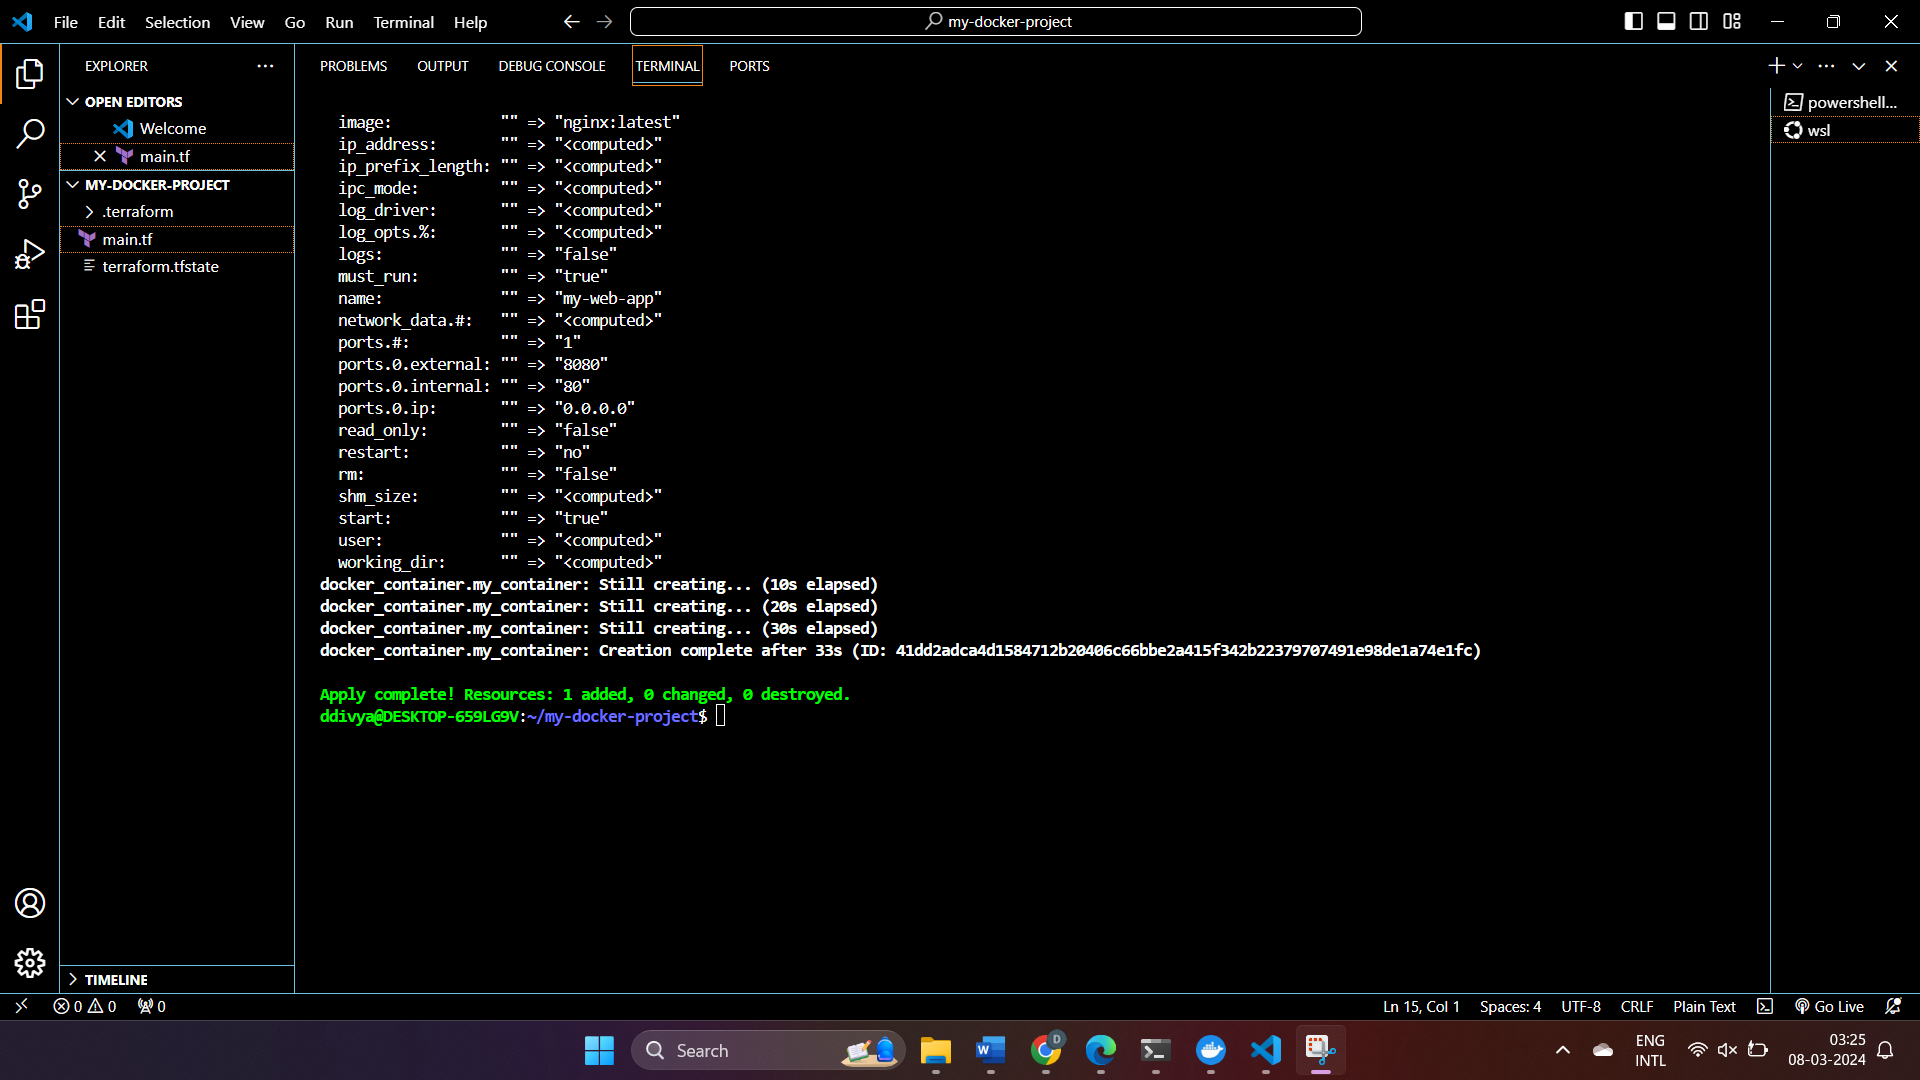 File Edit Selection View Go Run Terminal Help
my-docker-project
EXPLORER
OPEN EDITORS
Welcome
main.tf
MY-DOCKER-PROJECT
.terraform
main.tf
terraform.tfstate
TIMELINE
PROBLEMS OUTPUT DEBUG CONSOLE TERMINAL PORTS
image: "" => "nginx:latest"
ip_address: "" => "<computed>"
ip_prefix_length: "" => "<computed>"
ipc_mode: "" => "<computed>"
log_driver: "" => "<computed>"
log_opts.%: "" => "<computed>"
logs: "" => "false"
must_run: "" => "true"
name: "" => "my-web-app"
network_data.#: "" => "<computed>"
ports.#: "" => "1"
ports.0.external: "" => "8080"
ports.0.internal: "" => "80"
ports.0.ip: "" => "0.0.0.0"
read_only: "" => "false"
restart: "" => "no"
rm: "" => "false"
shm_size: "" => "<computed>"
start: "" => "true"
user: "" => "<computed>"
working_dir: "" => "<computed>"
docker_container.my_container: Still creating... (10s elapsed)
docker_container.my_container: Still creating... (20s elapsed)
docker_container.my_container: Still creating... (30s elapsed)
docker_container.my_container: Creation complete after 33s (ID: 41dd2adca4d1584712b20406c66bbe2a415f342b22379707491e98de1a74e1fc)
Apply complete! Resources: 1 added, 0 changed, 0 destroyed.
ddivya@DESKTOP-659LG9V:~/my-docker-project$
powershell...
wsl
0 0 0
Ln 15, Col 1 Spaces: 4 UTF-8 CRLF Plain Text Go Live
Search
D
ENG
INTL
03:25
08-03-2024